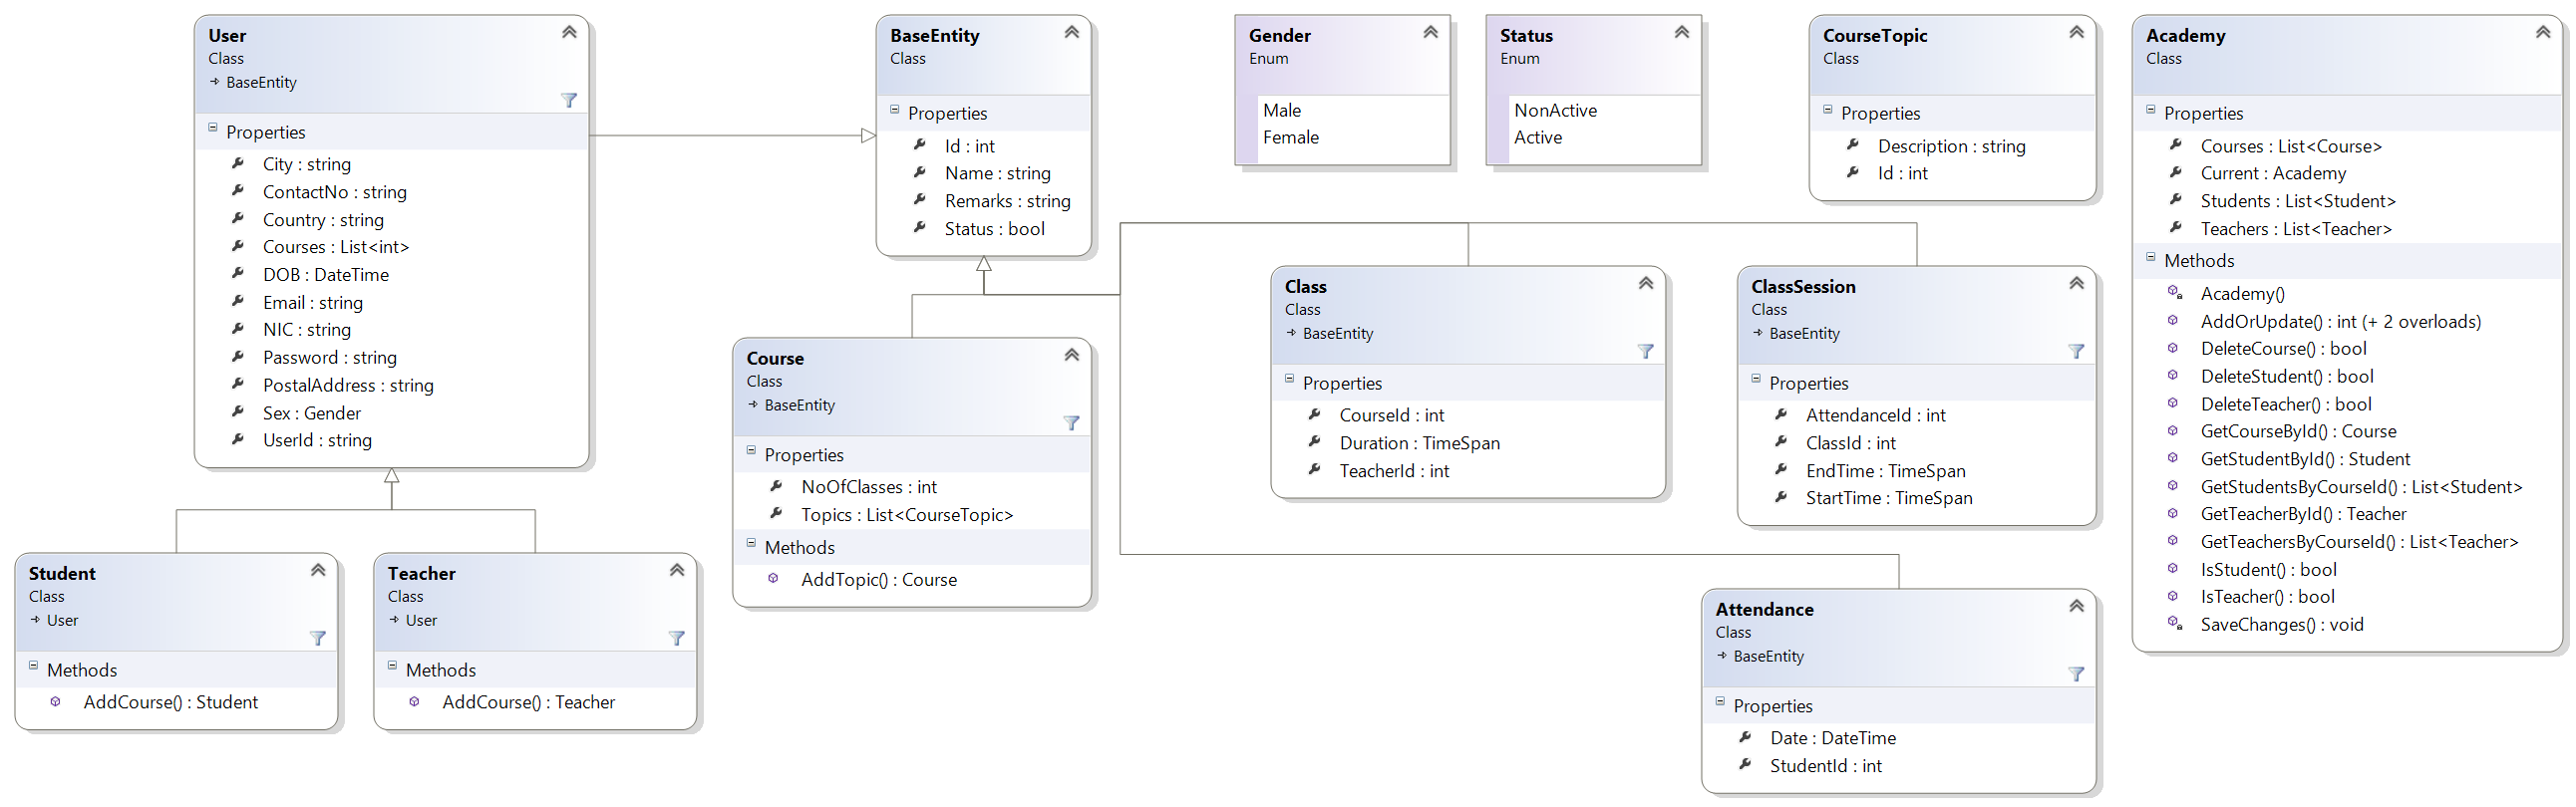 User
Class
BaseEntity
Properties
City : string
ContactNo : string
Country : string
Courses : List<int>
DOB : DateTime
Email : string
NIC : string
Password : string
PostalAddress : string
Sex : Gender
UserId : string
BaseEntity
Class
Properties
Id : int
Name : string
Remarks : string
Status : bool
Gender
Enum
Male
Female
Status
Enum
NonActive
Active
CourseTopic
Class
Properties
Description : string
Id : int
Academy
Class
Properties
Courses : List<Course>
Current : Academy
Students : List<Student>
Teachers : List<Teacher>
Methods
Academy()
AddOrUpdate() : int (+ 2 overloads)
DeleteCourse() : bool
DeleteStudent() : bool
DeleteTeacher() : bool
GetCourseById() : Course
GetStudentById() : Student
GetStudentsByCourseId() : List<Student>
GetTeacherById() : Teacher
GetTeachersByCourseId() : List<Teacher>
IsStudent() : bool
IsTeacher() : bool
SaveChanges() : void
Class
Class
BaseEntity
Properties
CourseId : int
Duration : TimeSpan
TeacherId : int
ClassSession
Class
BaseEntity
Properties
AttendanceId : int
ClassId : int
EndTime : TimeSpan
StartTime : TimeSpan
Course
Class
BaseEntity
Properties
NoOfClasses : int
Topics : List<CourseTopic>
Methods
AddTopic() : Course
Student
Class
User
Methods
AddCourse() : Student
Teacher
Class
User
Methods
AddCourse() : Teacher
Attendance
Class
BaseEntity
Properties
Date : DateTime
StudentId : int